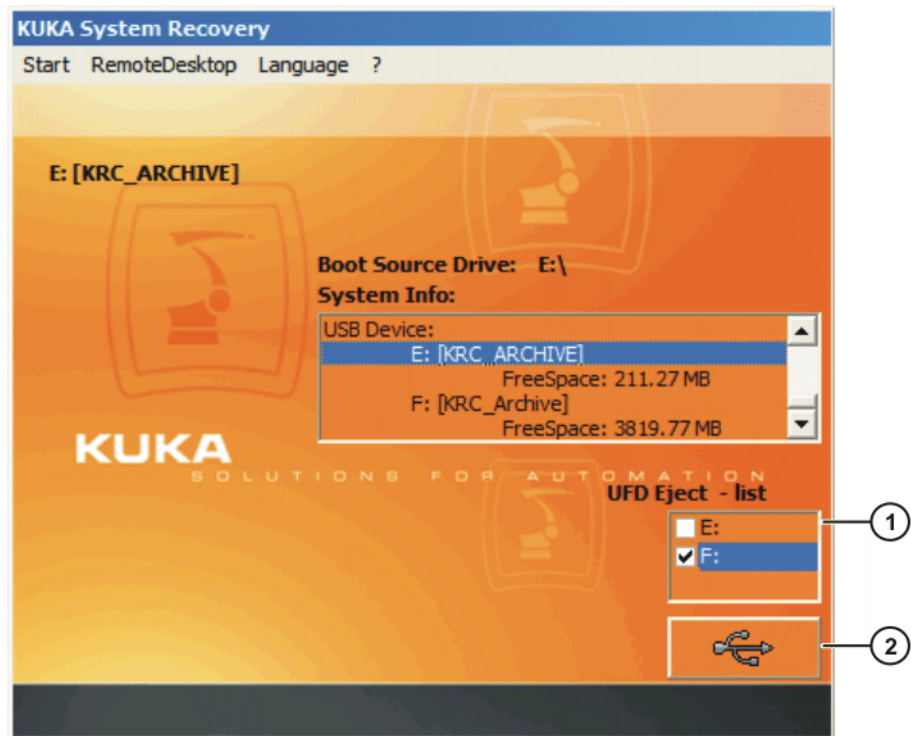 KUKA System Recovery
Start RemoteDesktop Language ?
E: [KRC_ARCHIVE]
Boot Source Drive: E:\
System Info:
USB Device:
E: [KRC_ARCHIVE]
FreeSpace: 211.27 MB
F: [KRC_Archive]
FreeSpace: 3819.77 MB
KUKA
SOLUTIONS FOR AUTOMATION
UFD Eject - list
E:
F:
1
2